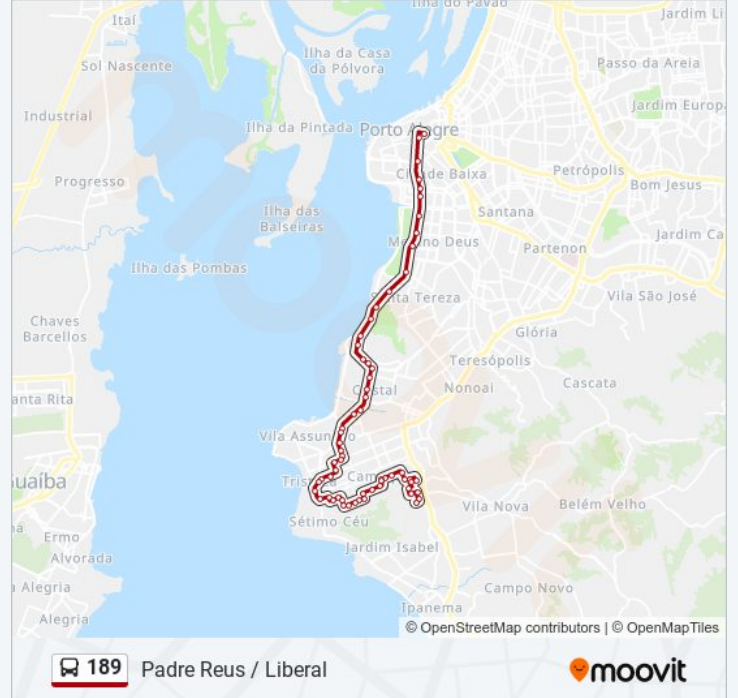 Ilha do Pavão
Itaí
Jardim Li
Sol Nascente
Ilha da Casa
da Pólvora
Passo da Areia
Jardim Europa
Industrial
Ilha da Pintada
Porto Alegre
Cidade Baixa
Petrópolis
Progresso
Bom Jesus
Ilha das
Balseiras
Santana
Menino Deus
Partenon
Jardim Ca
Ilha das Pombas
Santa Tereza
Vila São José
Chaves
Barcellos
Glória
Teresópolis
Cascata
Cristal
Nonoai
anta Rita
Vila Assun
Trist
Cam
uaíba
Vila Nova
Belém Velho
Sétimo Céu
Ermo
Jardim Isabel
Alvorada
Campo Novo
a Alegria
Alegria
Ipanema
© OpenStreetMap contributors | © OpenMapTiles
189 Padre Reus / Liberal
moovit